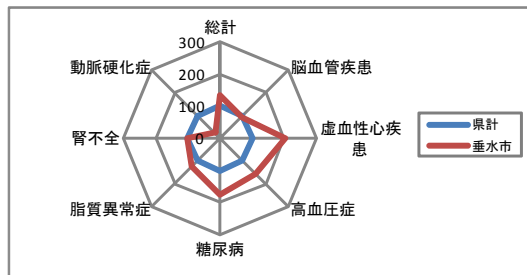 総計
300
200
100
0
脳血管疾患
虚血性心疾
患
高血圧症
糖尿病
脂質異常症
腎不全
動脈硬化症
県計
垂水市